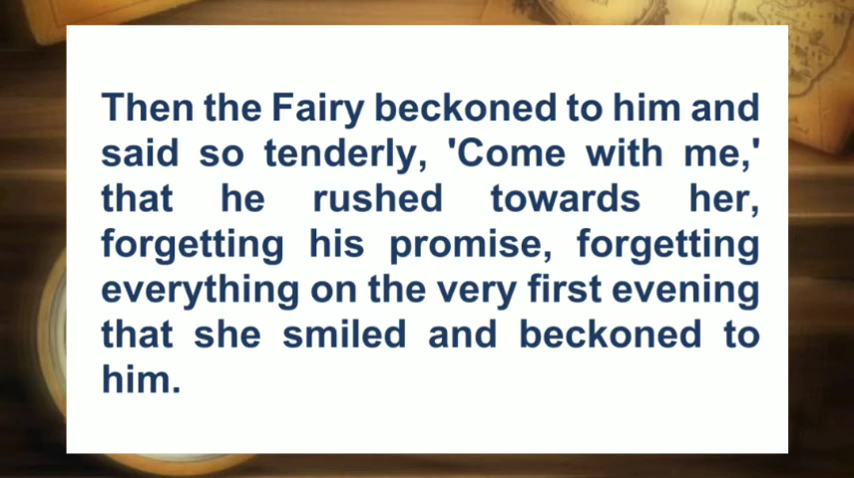 Then the Fairy beckoned to him and
said so tenderly, 'Come with me,'
that he rushed towards her,
forgetting his promise, forgetting
everything on the very first evening
that she smiled and beckoned to
him.